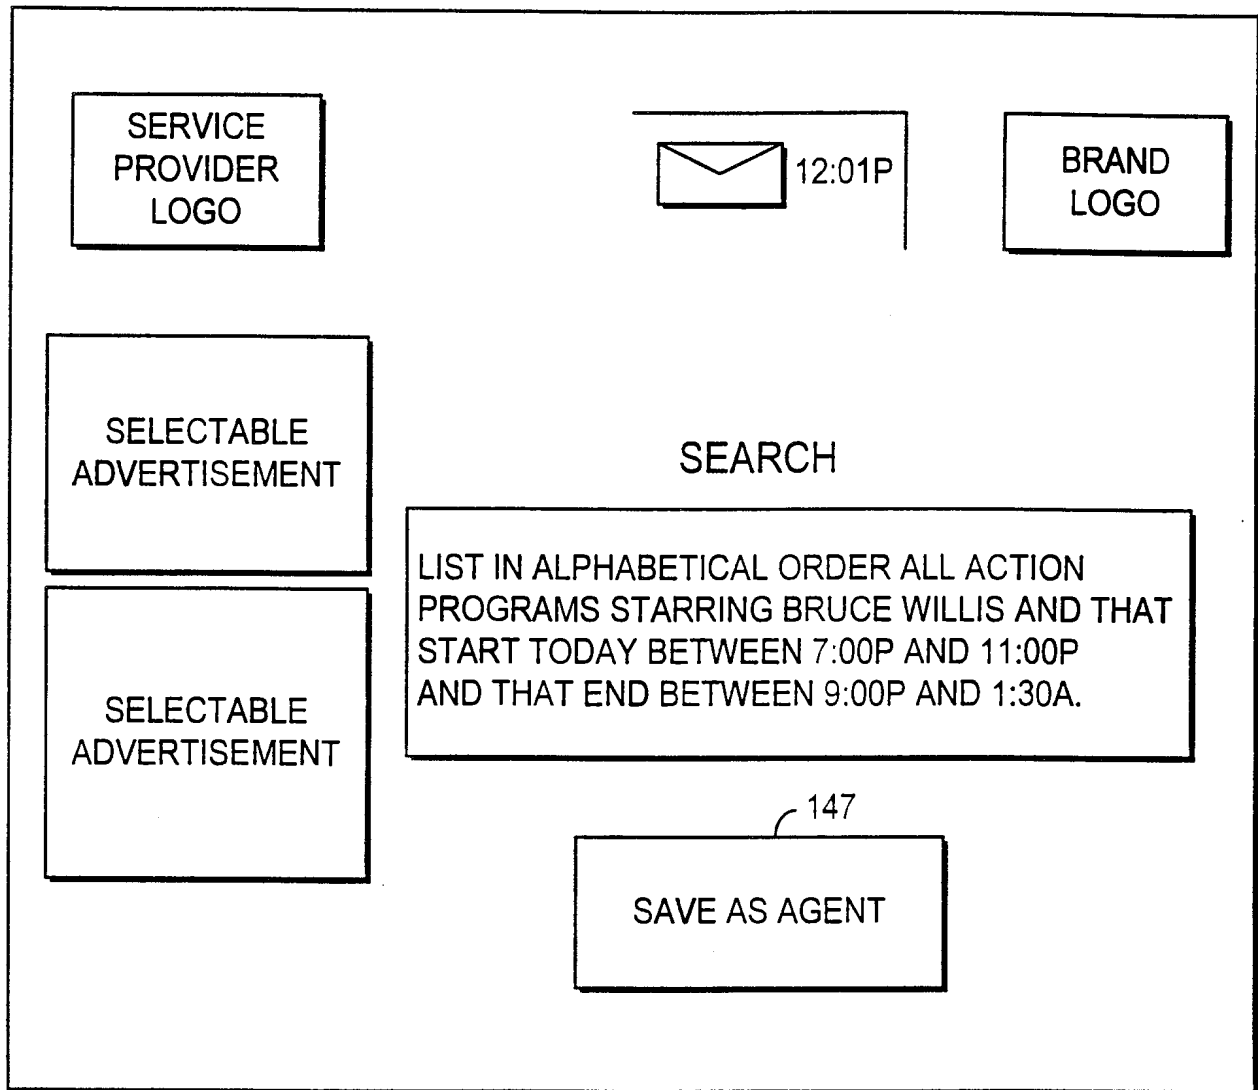 SERVICE
PROVIDER
LOGO
12:01P
BRAND
LOGO
SELECTABLE
ADVERTISEMENT
SELECTABLE
ADVERTISEMENT
SEARCH
LIST IN ALPHABETICAL ORDER ALL ACTION
PROGRAMS STARRING BRUCE WILLIS AND THAT
START TODAY BETWEEN 7:00P AND 11:00P
AND THAT END BETWEEN 9:00P AND 1:30A.
147
SAVE AS AGENT